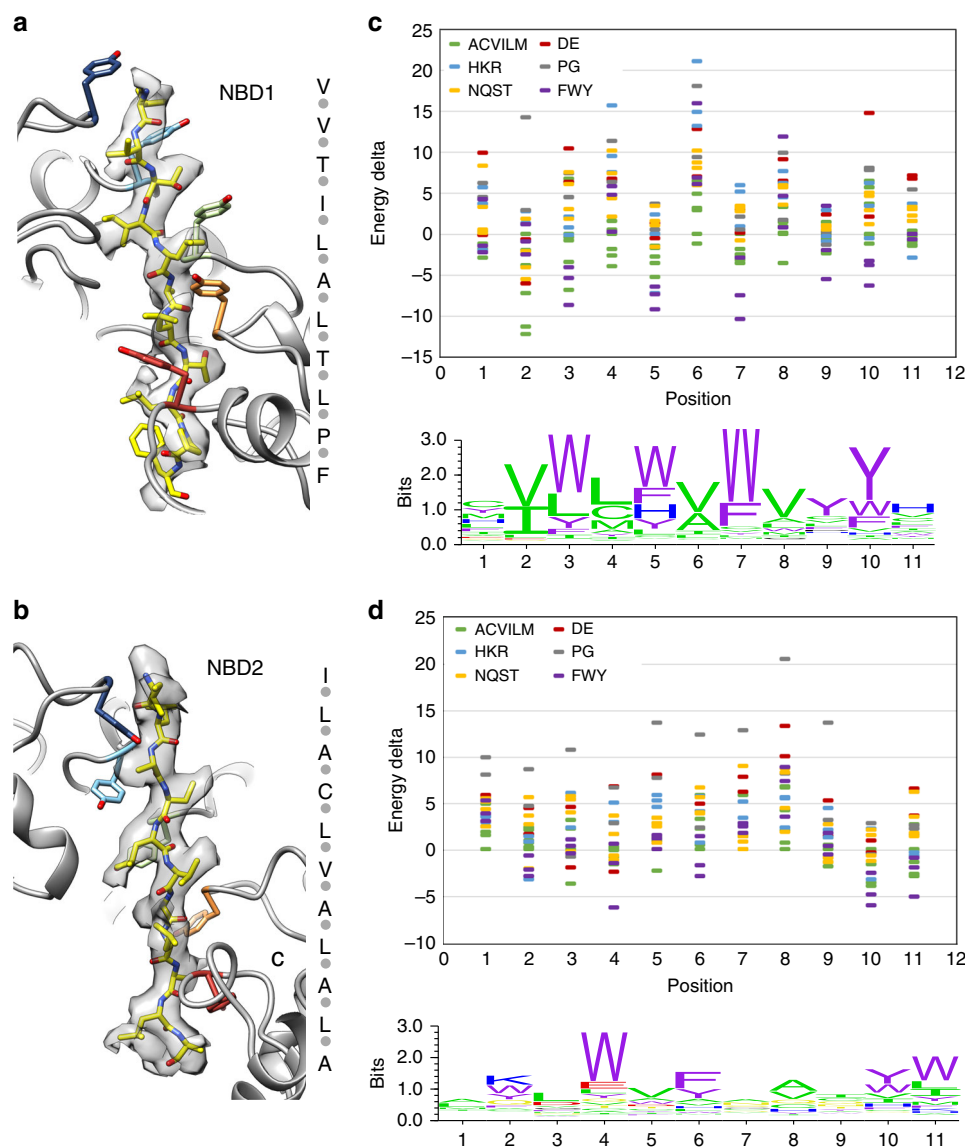 a
NBD1
V
V
T
I
L
A
L
T
L
P
F
c
ACVILM
DE
HKR
PG
NQST
FWY
25
20
15
10
5
0
−5
−10
−15
Energy delta
1 2 3 4 5 6 7 8 9 10 11 12
Position
3.0
2.0
1.0
0.0
Bits
1 2 3 4 5 6 7 8 9 10 11
b
NBD2
C
I
L
A
C
L
V
A
L
A
L
A
d
ACVILM
DE
HKR
PG
NQST
FWY
25
20
15
10
5
0
−5
−10
Energy delta
0 1 2 3 4 5 6 7 8 9 10 11 12
Position
3.0
2.0
1.0
0.0
Bits
1 2 3 4 5 6 7 8 9 10 11